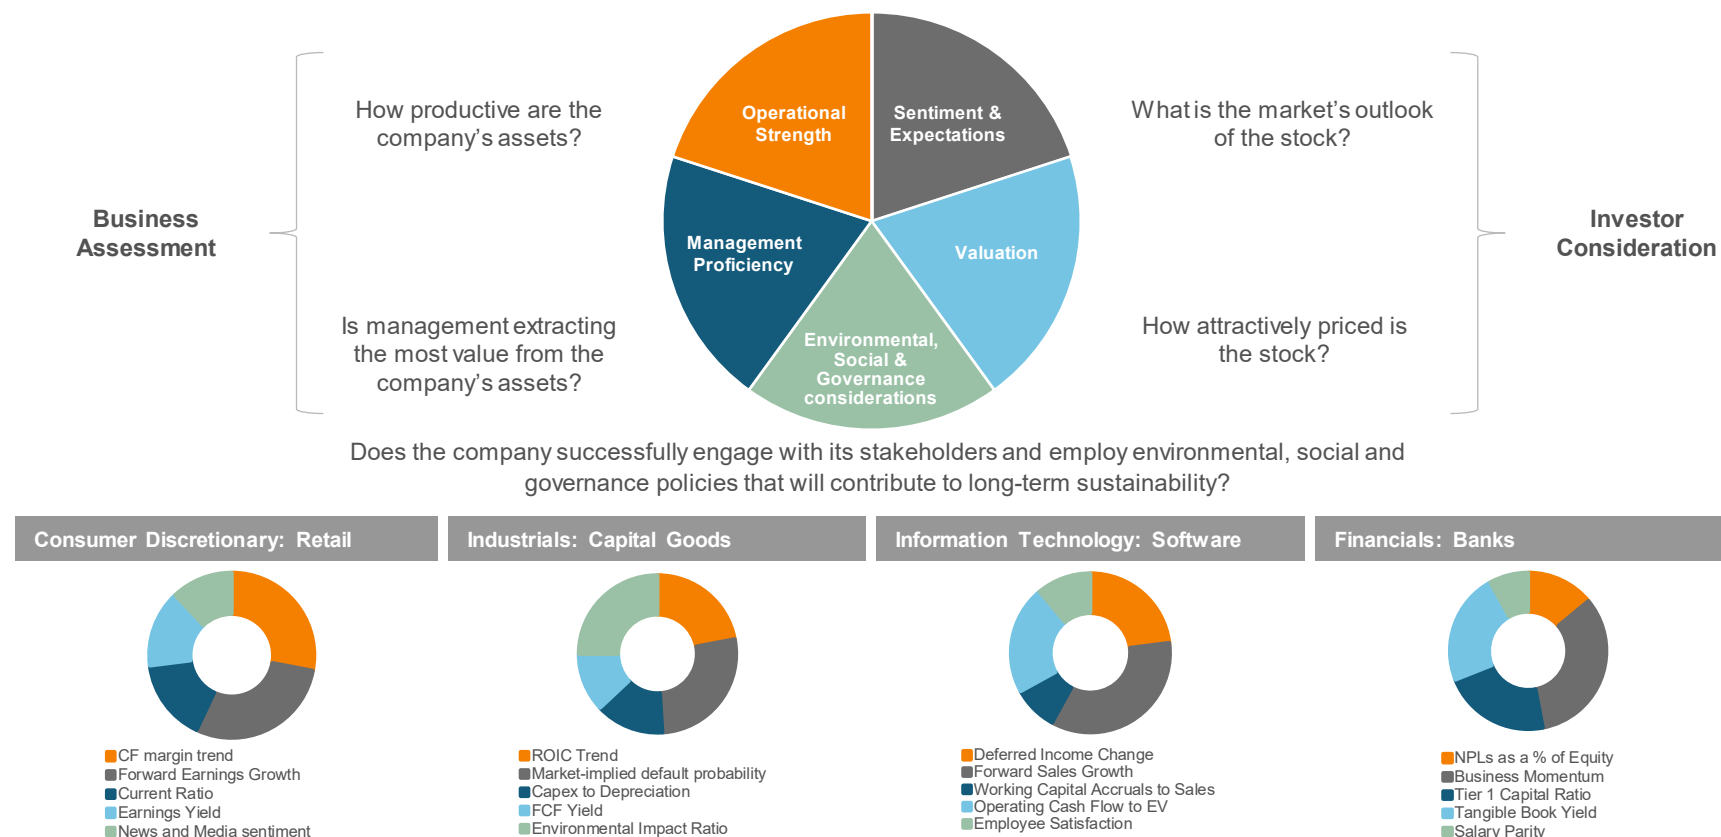 How productive are the
company's assets?
Operational
Strength
Sentiment &
Expectations
What is the market's outlook
of the stock?
Business
Assessment
Management
Proficiency
Valuation
Investor
Consideration
Is management extracting
the most value from the
company's assets?
Environmental,
Social &
Governance
considerations
How attractively priced is
the stock?
Does the company successfully engage with its stakeholders and employ environmental, social and
governance policies that will contribute to long-term sustainability?
Consumer Discretionary: Retail
CF margin trend
Forward Earnings Growth
Current Ratio
Earnings Yield
News and Media sentiment
Industrials: Capital Goods
ROIC Trend
Market-implied default probability
Capex to Depreciation
FCF Yield
Environmental Impact Ratio
Information Technology: Software
Deferred Income Change
Forward Sales Growth
Working Capital Accruals to Sales
Operating Cash Flow to EV
Employee Satisfaction
Financials: Banks
NPLs as a % of Equity
Business Momentum
Tier 1 Capital Ratio
Tangible Book Yield
Salary Parity